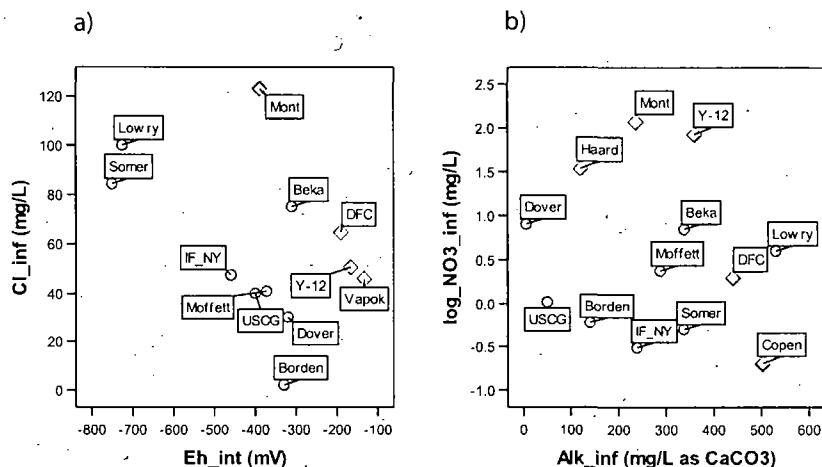 a)
Cl_inf (mg/L)
120
100
80
60
40
20
0
Mont
Lowry
Somer
Beka
DFC
IF_NY
Y-12
Vapok
Moffett
USCG
Dover
Borden
-800 -700 -600 -500 -400 -300 -200 -100
Eh_int (mV)
b)
log_NO3_inf (mg/L)
2.5
2.0
1.5
1.0
0.5
0.0
-0.5
-1.0
Mont
Y-12
Haard
Dover
Beka
Lowry
Moffett
DFC
USCG
Borden
Somer
IF_NY
Copen
0 100 200 300 400 500 600
Alk_inf (mg/L as CaCO3)